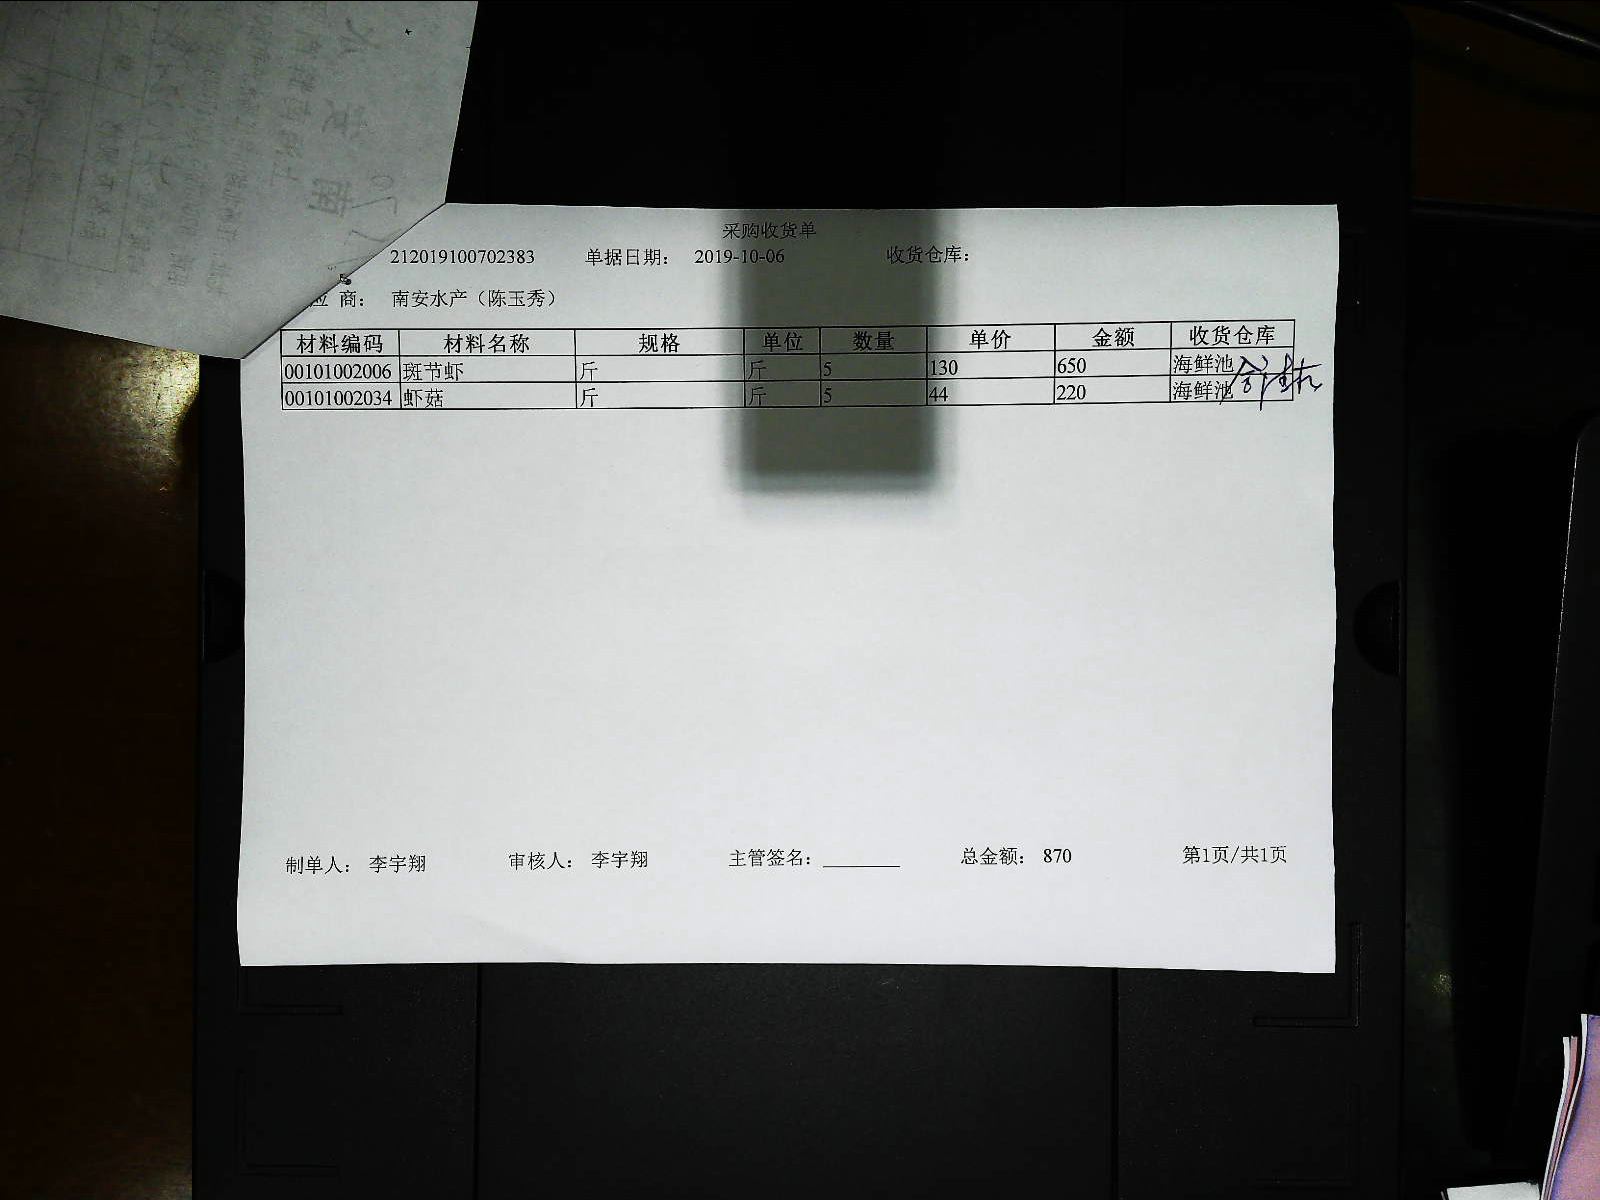 采购收货单
212019100702383 单据日期： 2019-10-06 收货仓库：
应 商： 南安水产（陈玉秀）
材料编码 材料名称 规格 单位 数量 单价 金额 收货仓库
00101002006 斑节虾 斤 斤 5 130 650 海鲜池
00101002034 虾菇 斤 斤 5 44 220 海鲜池
制单人： 李宇翔 审核人： 李宇翔 主管签名： 总金额： 870 第1页/共1页